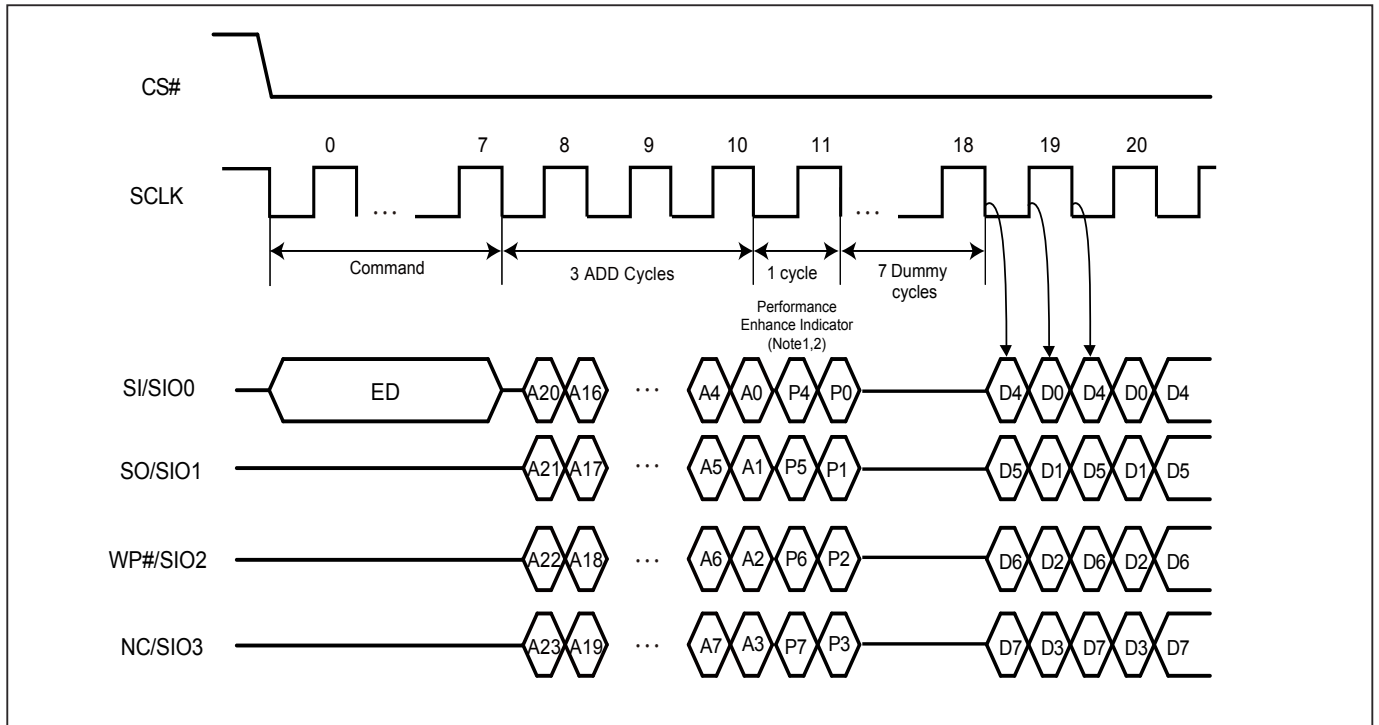 CS#
0 7 8 9 10 11 18 19 20
SCLK
... ...
Command 3 ADD Cycles 1 cycle 7 Dummy
cycles
Performance
Enhance Indicator
(Note1,2)
SI/SIO0 ED A20 A16 ... A4 A0 P4 P0 D4 D0 D4 D0 D4
SO/SIO1 A21 A17 ... A5 A1 P5 P1 D5 D1 D5 D1 D5
WP#/SIO2 A22 A18 ... A6 A2 P6 P2 D6 D2 D6 D2 D6
NC/SIO3 A23 A19 ... A7 A3 P7 P3 D7 D3 D7 D3 D7